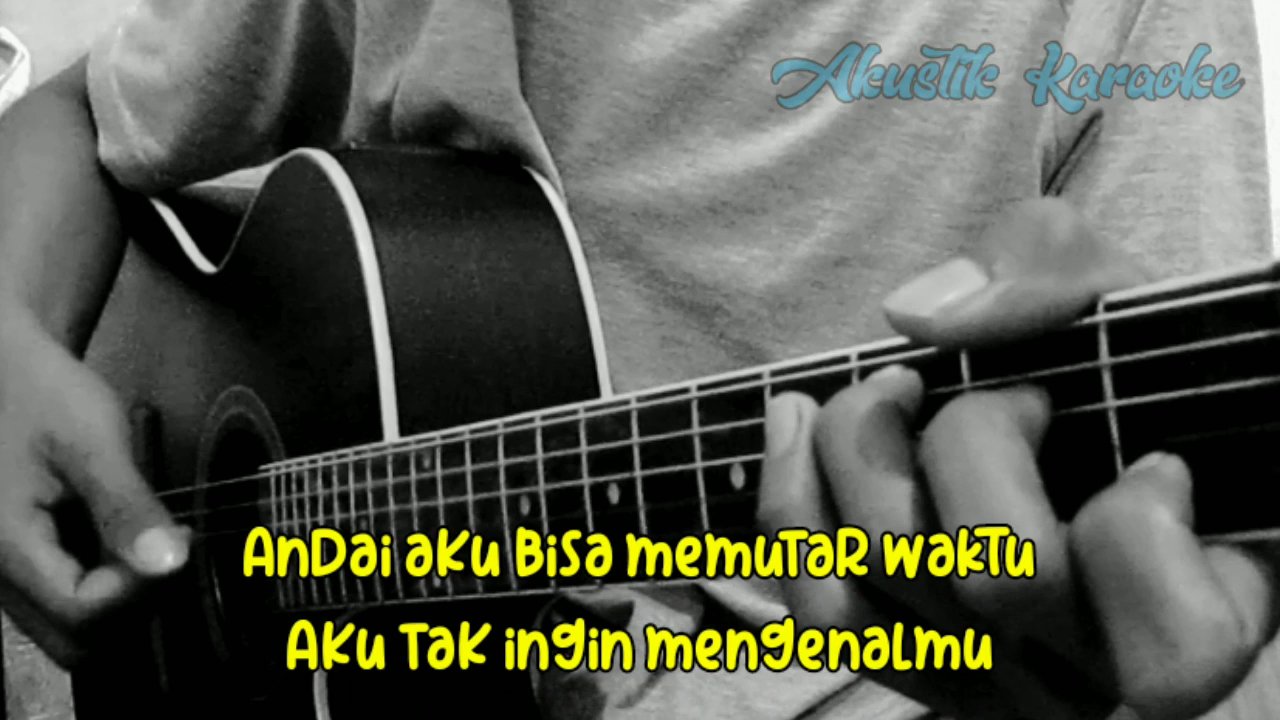 Akustik Karaoke
Andai aku bisa memutar waktu
Aku tak ingin mengenalmu